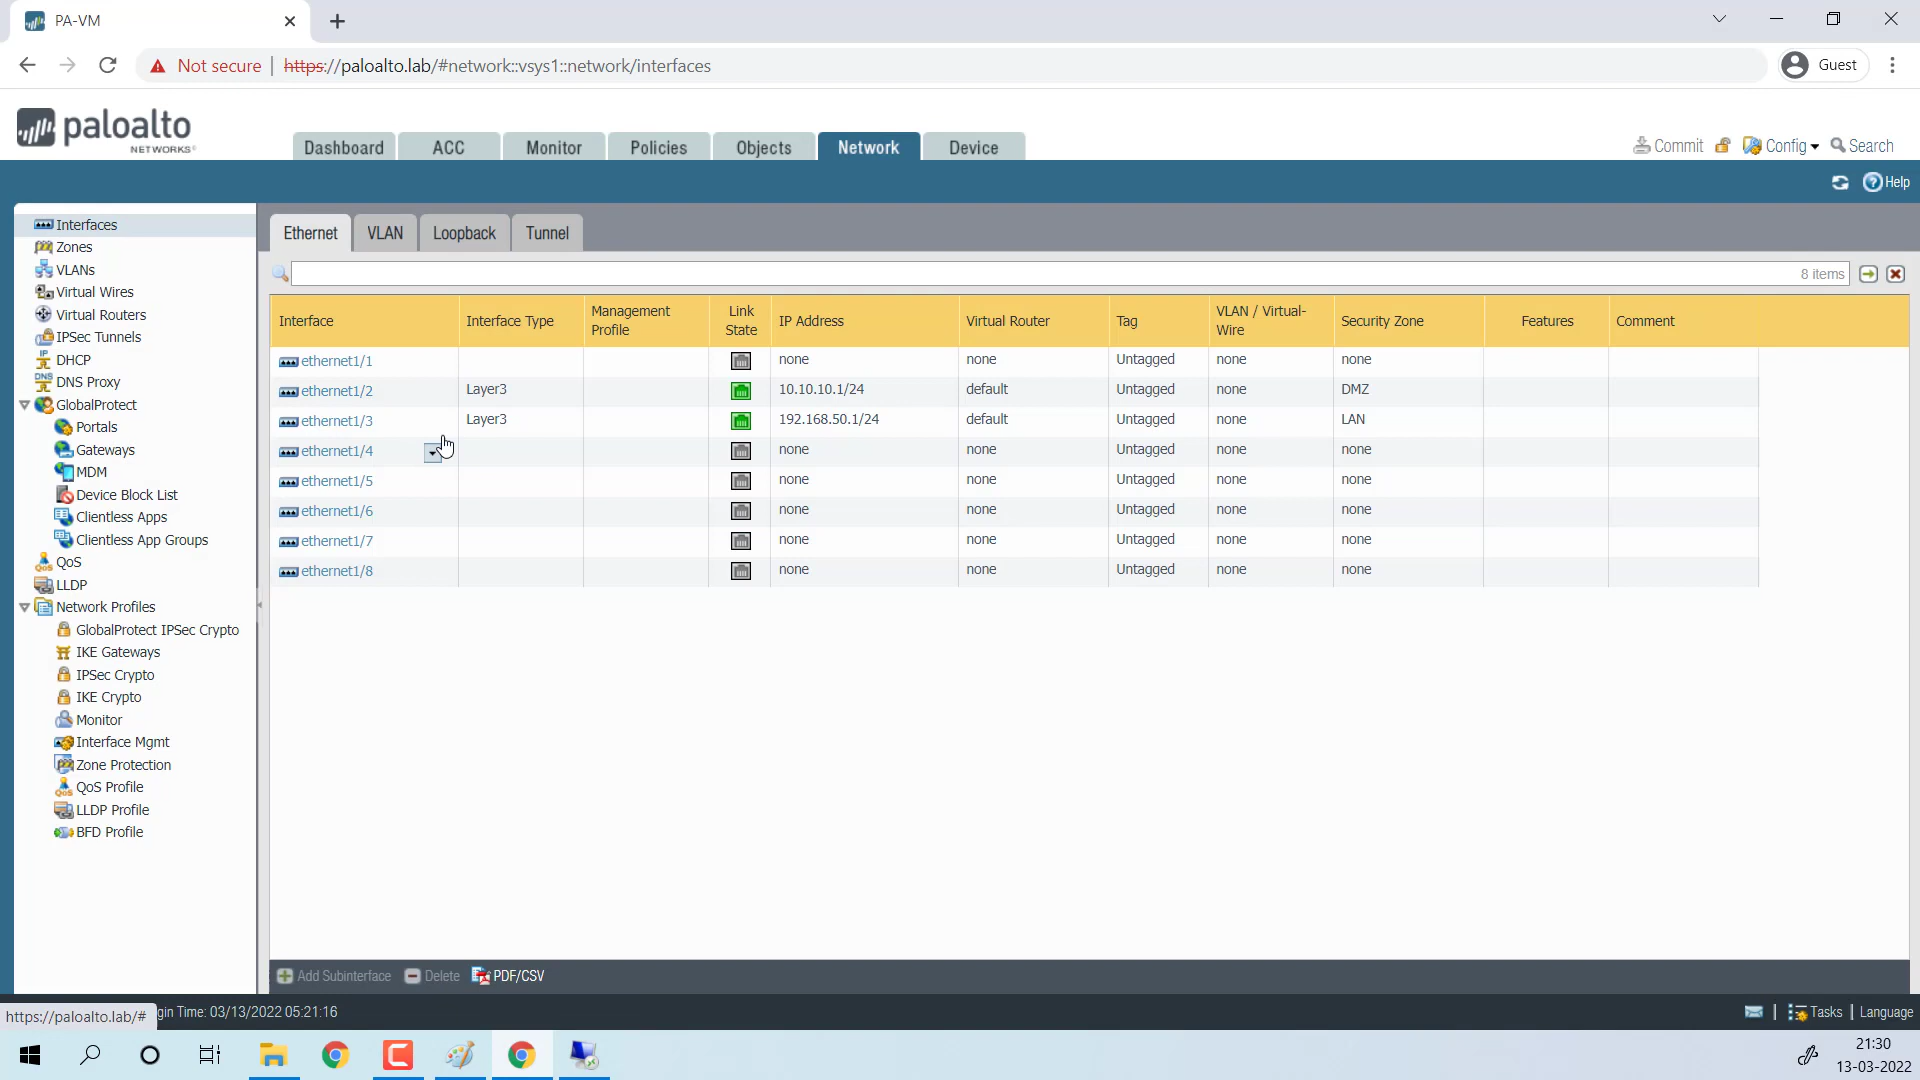 PA-VM
Not secure | https://paloalto.lab/#network::vsys1::network/interfaces
Guest
paloalto
NETWORKS
Dashboard ACC Monitor Policies Objects Network Device
Commit Config Search
Help
Interfaces
Zones
VLANs
Virtual Wires
Virtual Routers
IPSec Tunnels
DHCP
DNS Proxy
GlobalProtect
Portals
Gateways
MDM
Device Block List
Clientless Apps
Clientless App Groups
QoS
LLDP
Network Profiles
GlobalProtect IPSec Crypto
IKE Gateways
IPSec Crypto
IKE Crypto
Monitor
Interface Mgmt
Zone Protection
QoS Profile
LLDP Profile
BFD Profile
Ethernet VLAN Loopback Tunnel
8 items
Interface Interface Type Management Profile Link State IP Address Virtual Router Tag VLAN / Virtual-Wire Security Zone Features Comment
ethernet1/1 none none Untagged none none
ethernet1/2 Layer3 10.10.10.1/24 default Untagged none DMZ
ethernet1/3 Layer3 192.168.50.1/24 default Untagged none LAN
ethernet1/4 none none Untagged none none
ethernet1/5 none none Untagged none none
ethernet1/6 none none Untagged none none
ethernet1/7 none none Untagged none none
ethernet1/8 none none Untagged none none
Add Subinterface Delete PDF/CSV
https://paloalto.lab/# gin Time: 03/13/2022 05:21:16
Tasks | Language
21:30
13-03-2022